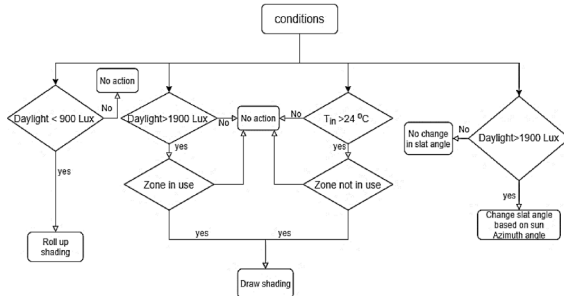 conditions
No action
Daylight < 900 Lux
No
Daylight>1900 Lux
No
No action
No
Tin >24 °C
No change
in slat angle
No
Daylight>1900 Lux
yes
yes
yes
Zone in use
Zone not in use
yes
Change slat angle
based on sun
Azimuth angle
Roll up
shading
yes
yes
Draw shading